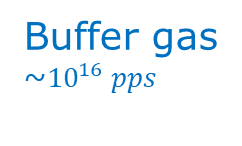 Buffer gas
~10¹⁶ pps